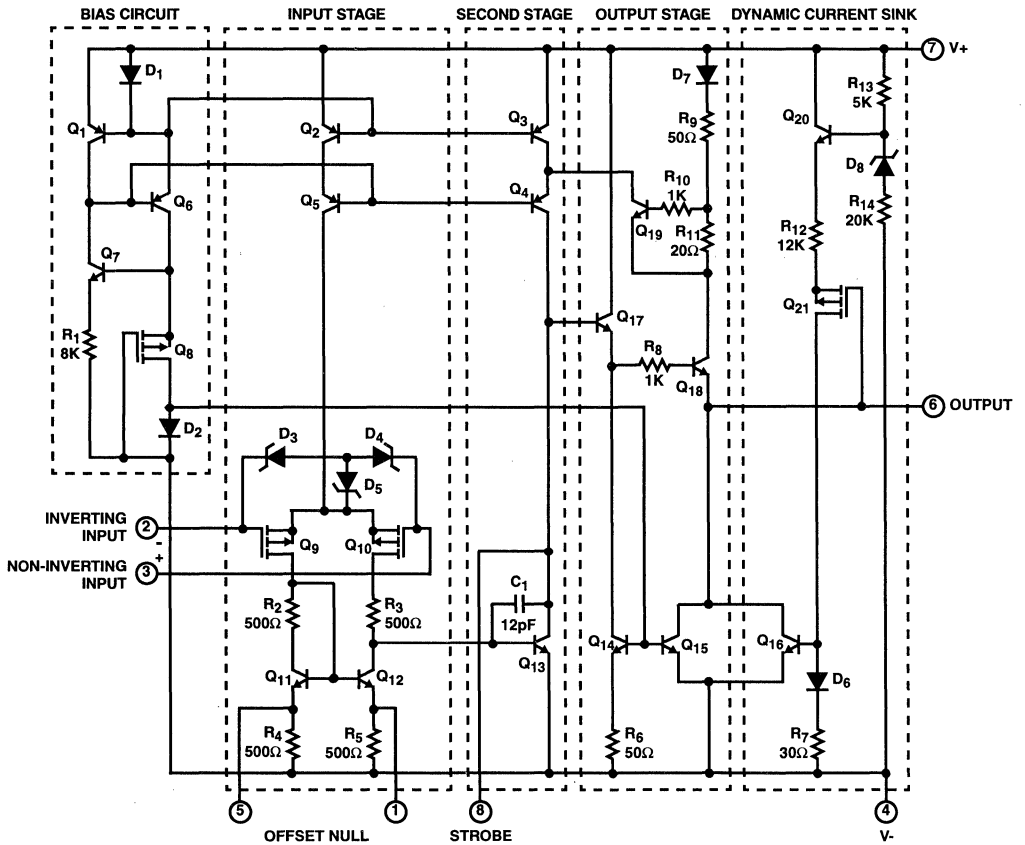 BIAS CIRCUIT
INPUT STAGE
SECOND STAGE
OUTPUT STAGE
DYNAMIC CURRENT SINK
7 V+
D1
D7
R13
5K
Q1
Q2
Q3
R9
50Ω
Q20
D8
Q6
Q5
Q4
R10
1K
Q19
R11
20Ω
R14
20K
R12
12K
Q7
Q21
R1
8K
Q8
Q17
R8
1K
Q18
6 OUTPUT
D2
D3
D4
D5
INVERTING
INPUT
2
-
Q9
Q10
+
NON-INVERTING
INPUT
3
R2
500Ω
R3
500Ω
C1
12pF
Q13
Q14
Q15
Q16
Q11
Q12
D6
R4
500Ω
R5
500Ω
R6
50Ω
R7
30Ω
5
1
8
4
OFFSET NULL
STROBE
V-